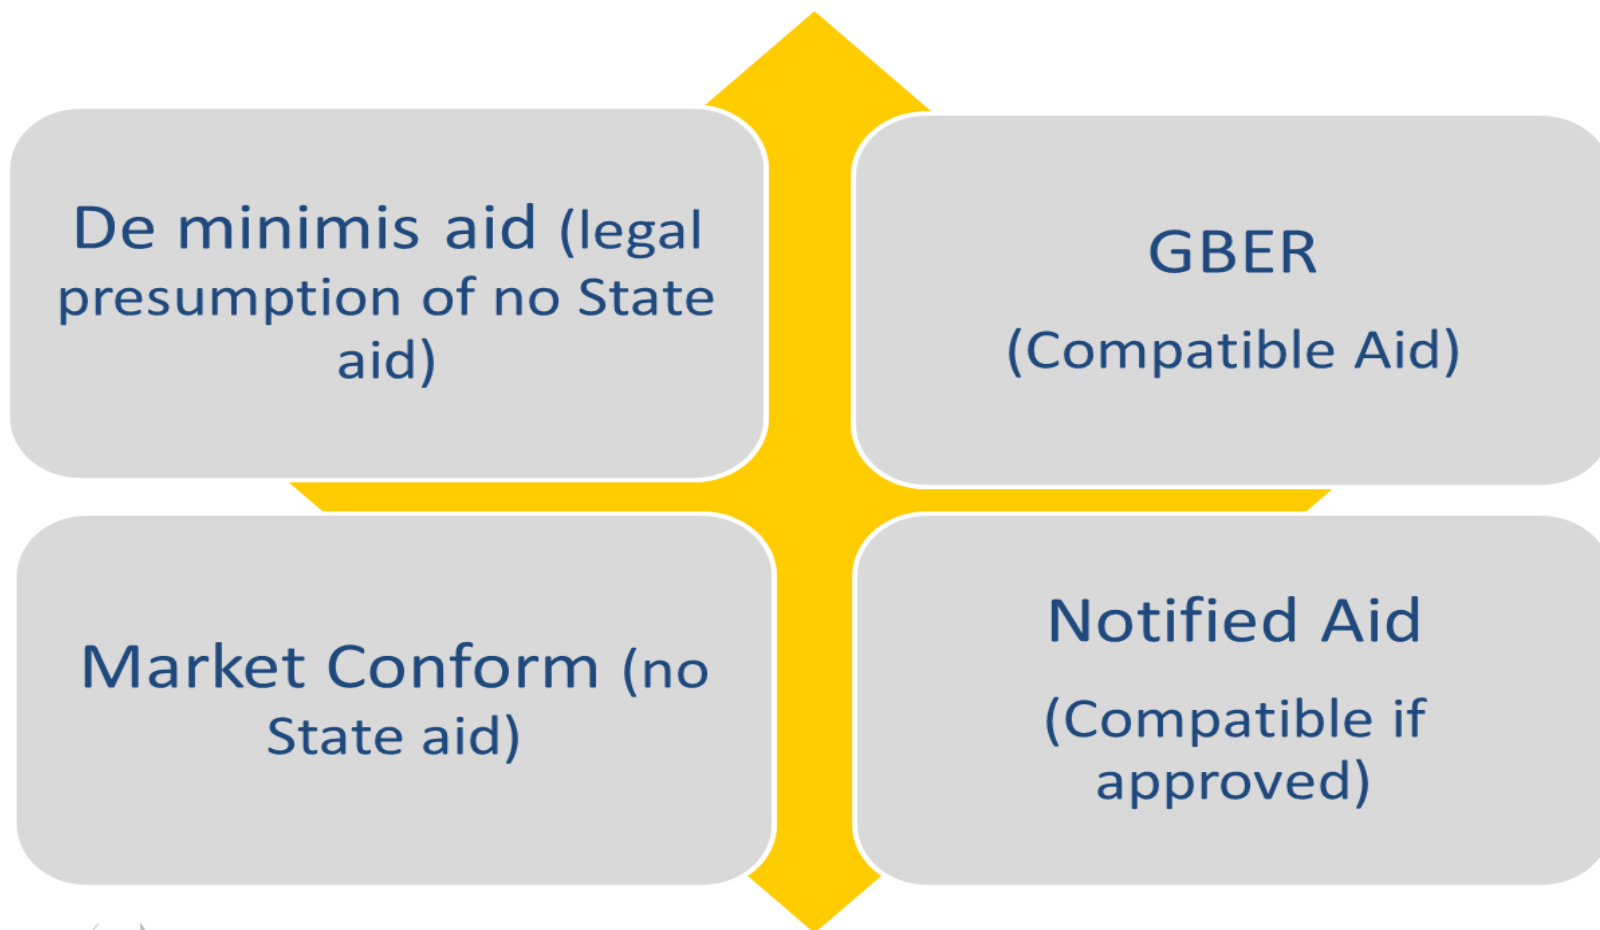 De minimis aid (legal
presumption of no State
aid)
GBER
(Compatible Aid)
Market Conform (no
State aid)
Notified Aid
(Compatible if
approved)